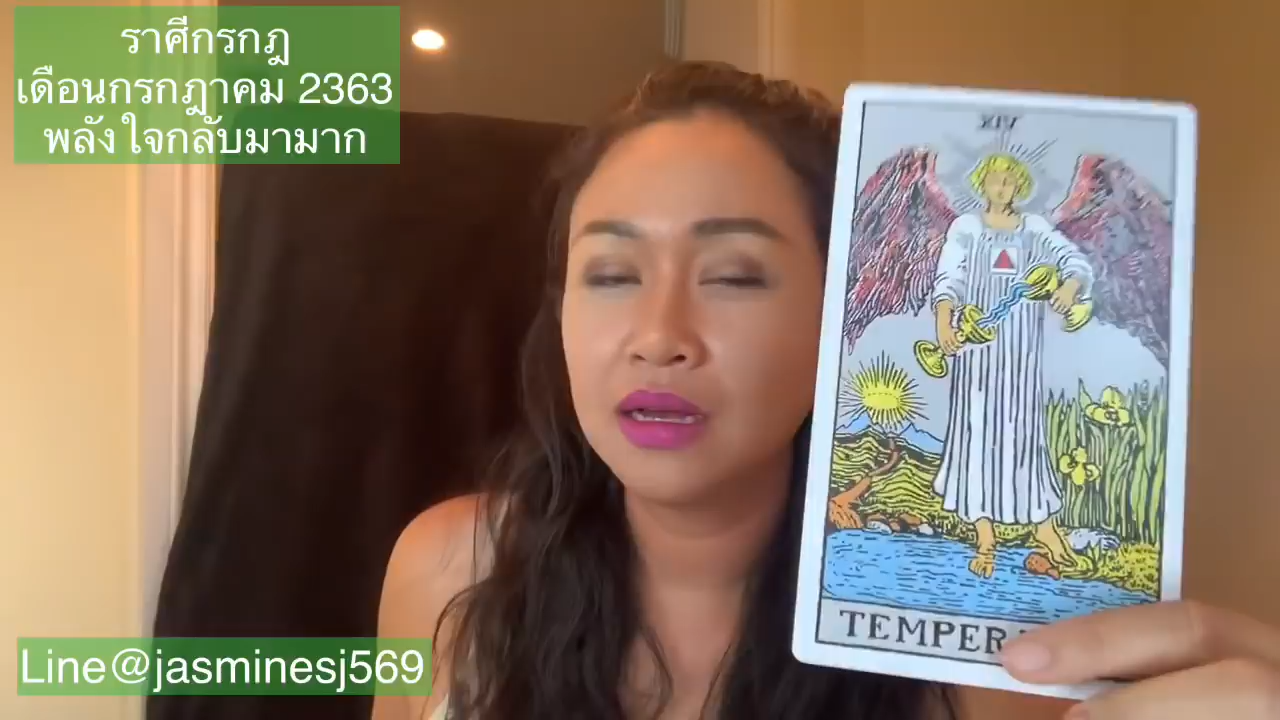 ราศีกรกฎ
เดือนกรกฎาคม 2363
พลังใจกลับมามาก
XIV
TEMPER
Line@jasminesj569